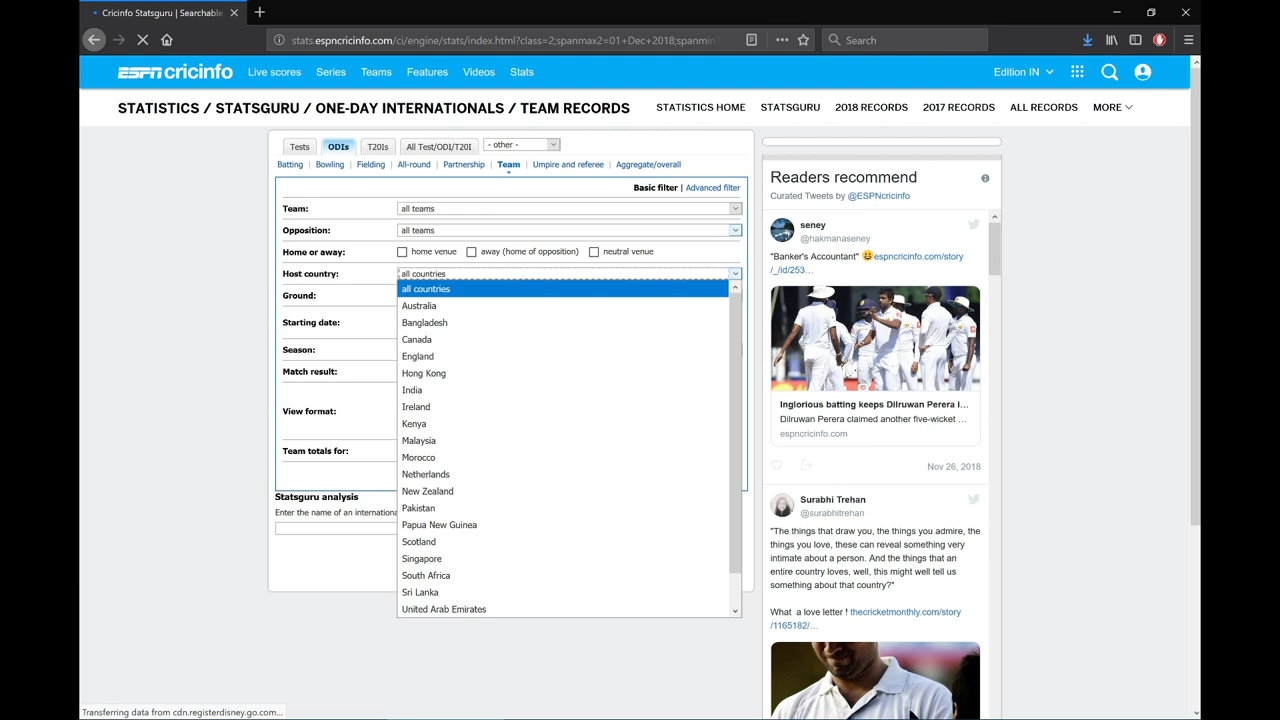 Cricinfo Statsguru | Searchable
stats.espncricinfo.com/ci/engine/stats/index.html?class=2;spanmax2=01+Dec+2018;spanmin
Search
ESPN cricinfo
Live scores
Series
Teams
Features
Videos
Stats
Edition IN
STATISTICS / STATSGURU / ONE-DAY INTERNATIONALS / TEAM RECORDS
STATISTICS HOME
STATSGURU
2018 RECORDS
2017 RECORDS
ALL RECORDS
MORE
Tests
ODIs
T20Is
All Test/ODI/T20I
- other -
Batting
Bowling
Fielding
All-round
Partnership
Team
Umpire and referee
Aggregate/overall
Basic filter | Advanced filter
Team:
all teams
Opposition:
all teams
Home or away:
home venue
away (home of opposition)
neutral venue
Host country:
all countries
all countries
Australia
Bangladesh
Canada
England
Hong Kong
India
Ireland
Kenya
Malaysia
Morocco
Netherlands
New Zealand
Pakistan
Papua New Guinea
Scotland
Singapore
South Africa
Sri Lanka
United Arab Emirates
Ground:
Starting date:
Season:
Match result:
View format:
Team totals for:
Statsguru analysis
Enter the name of an internationa
Readers recommend
Curated Tweets by @ESPNcricinfo
seney
@hakmanaseney
"Banker's Accountant" 😀espncricinfo.com/story
/_/id/253…
Inglorious batting keeps Dilruwan Perera i...
Dilruwan Perera claimed another five-wicket ...
espncricinfo.com
Nov 26, 2018
Surabhi Trehan
@surabhitrehan
"The things that draw you, the things you admire, the
things you love, these can reveal something very
intimate about a person. And the things that an
entire country loves, well, this might well tell us
something about that country?"
What a love letter ! thecricketmonthly.com/story
/1165182/…
Transferring data from cdn.registerdisney.go.com...